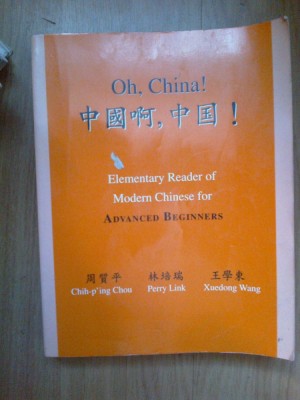 Oh, China!
中國啊,中国!
Elementary Reader of
Modern Chinese for
ADVANCED BEGINNERS
周質平 林培瑞 王學東
Chih-p'ing Chou Perry Link Xuedong Wang